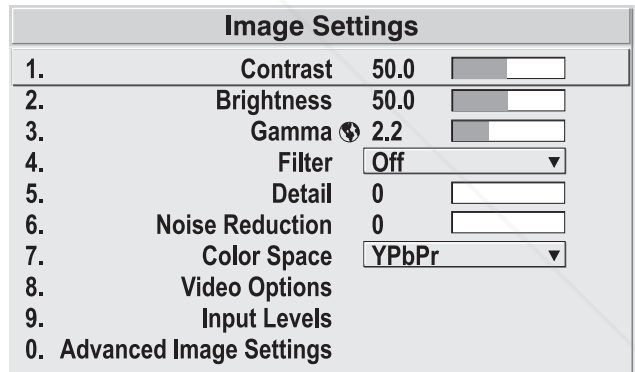 Image Settings
1. Contrast 50.0
2. Brightness 50.0
3. Gamma 2.2
4. Filter Off
5. Detail 0
6. Noise Reduction 0
7. Color Space YPbPr
8. Video Options
9. Input Levels
0. Advanced Image Settings